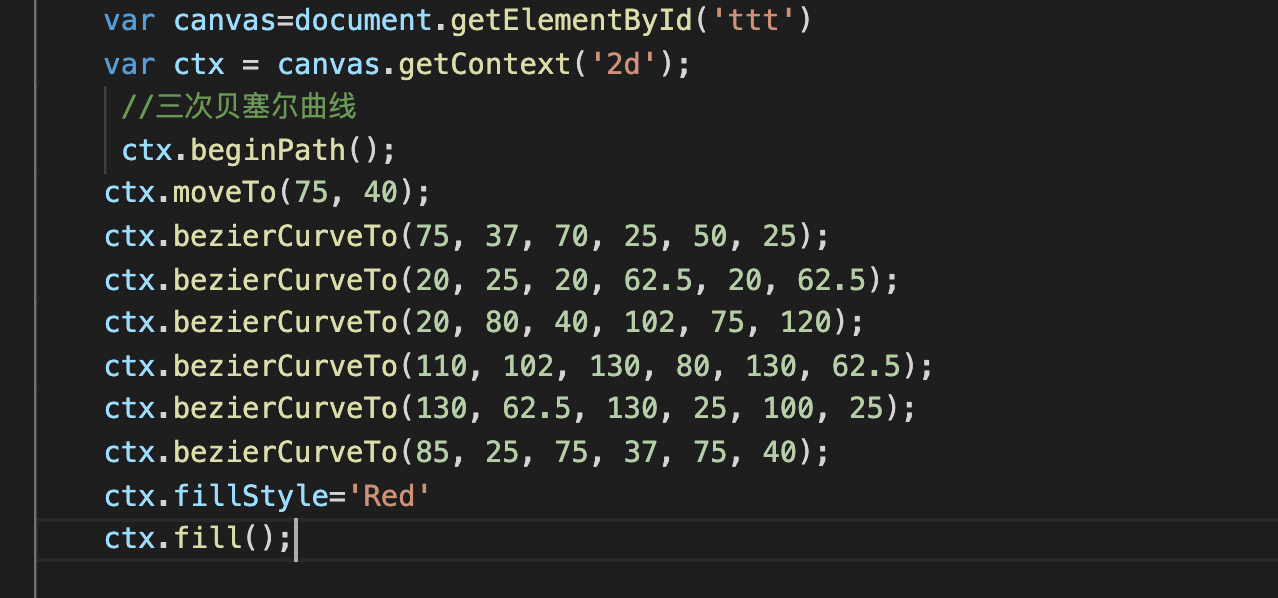 var canvas=document.getElementById('ttt')
var ctx = canvas.getContext('2d');
//三次贝塞尔曲线
ctx.beginPath();
ctx.moveTo(75, 40);
ctx.bezierCurveTo(75, 37, 70, 25, 50, 25);
ctx.bezierCurveTo(20, 25, 20, 62.5, 20, 62.5);
ctx.bezierCurveTo(20, 80, 40, 102, 75, 120);
ctx.bezierCurveTo(110, 102, 130, 80, 130, 62.5);
ctx.bezierCurveTo(130, 62.5, 130, 25, 100, 25);
ctx.bezierCurveTo(85, 25, 75, 37, 75, 40);
ctx.fillStyle='Red'
ctx.fill();